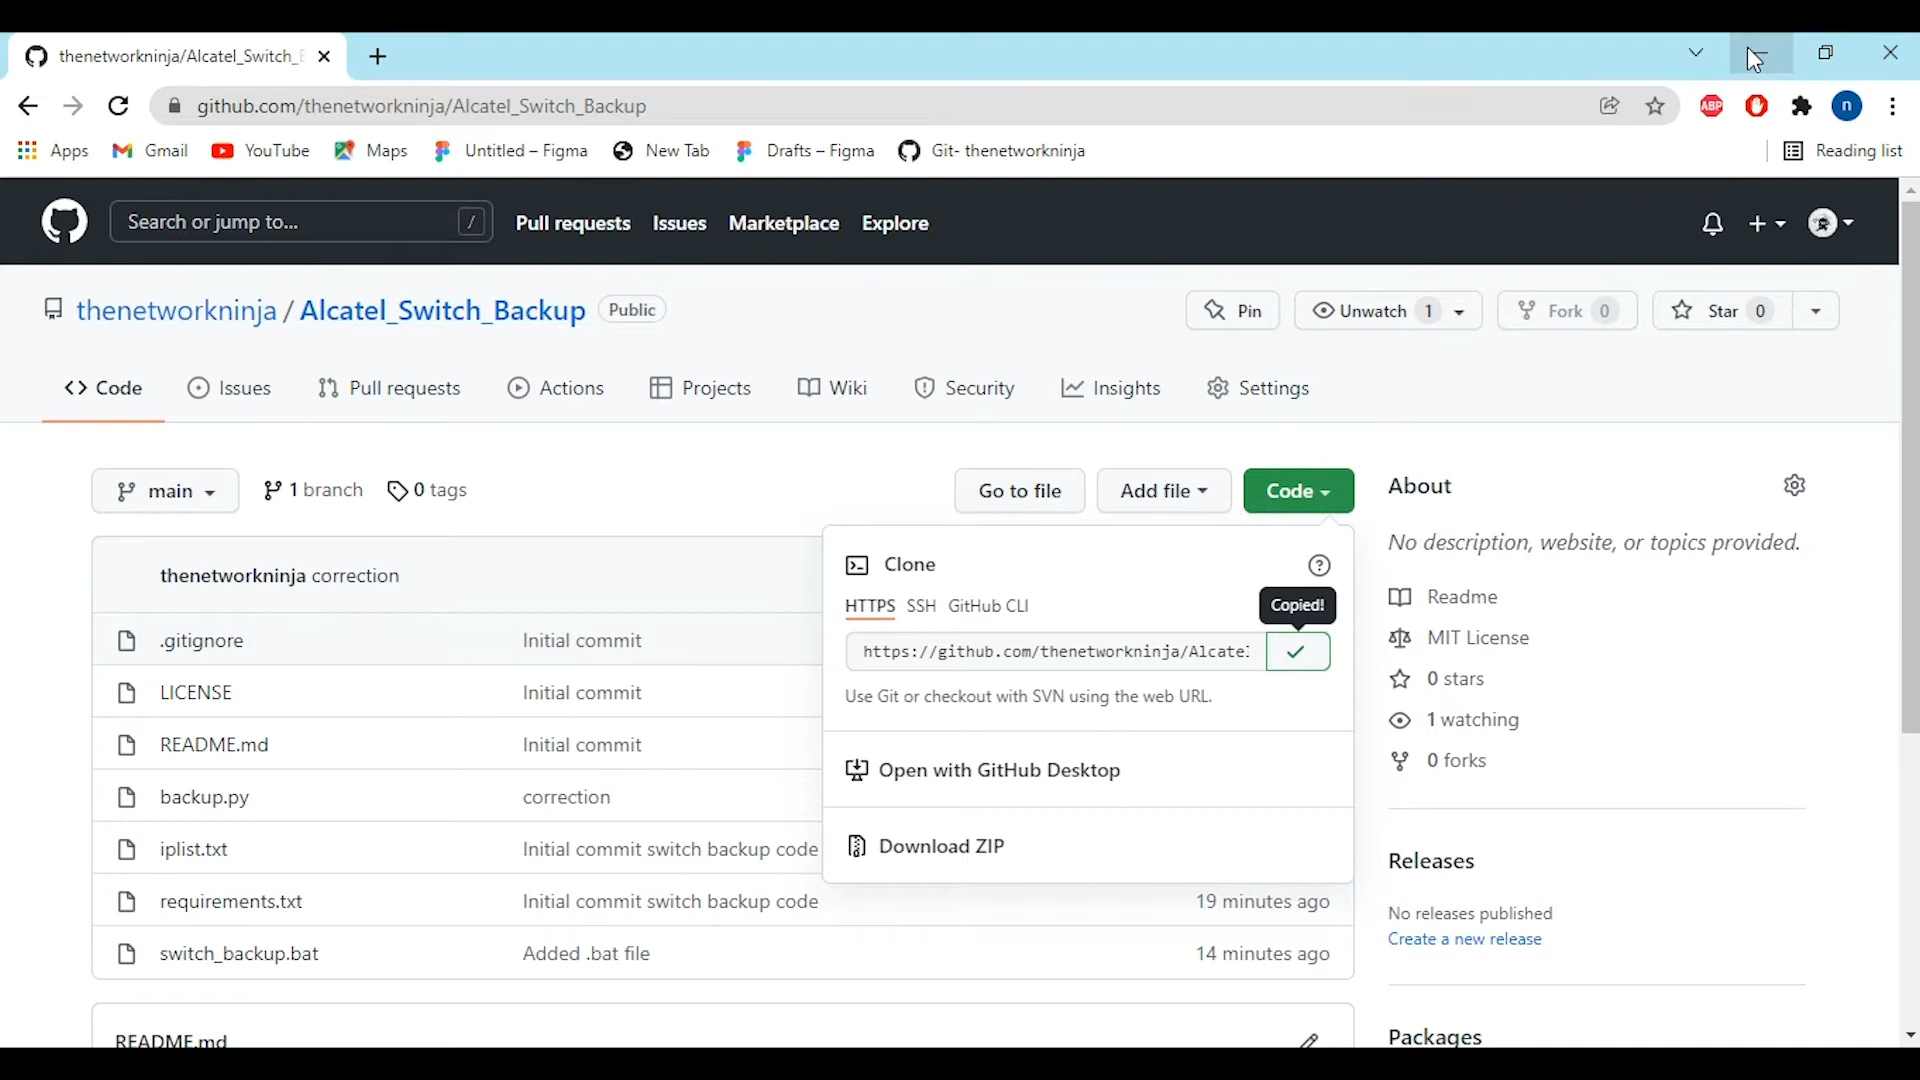 thenetworkninja/Alcatel_Switch_
github.com/thenetworkninja/Alcatel_Switch_Backup
ABP
n
Apps
Gmail
YouTube
Maps
Untitled – Figma
New Tab
Drafts – Figma
Git- thenetworkninja
Reading list
Search or jump to...
/
Pull requests
Issues
Marketplace
Explore
thenetworkninja / Alcatel_Switch_Backup
Public
Pin
Unwatch 1
Fork 0
Star 0
Code
Issues
Pull requests
Actions
Projects
Wiki
Security
Insights
Settings
main
1 branch
0 tags
Go to file
Add file
Code
About
No description, website, or topics provided.
Readme
MIT License
0 stars
1 watching
0 forks
thenetworkninja correction
Clone
HTTPS SSH GitHub CLI
Copied!
https://github.com/thenetworkninja/Alcatel
Use Git or checkout with SVN using the web URL.
Open with GitHub Desktop
Download ZIP
.gitignore Initial commit
LICENSE Initial commit
README.md Initial commit
backup.py correction
iplist.txt Initial commit switch backup code
requirements.txt Initial commit switch backup code 19 minutes ago
switch_backup.bat Added .bat file 14 minutes ago
Releases
No releases published
Create a new release
README.md
Packages